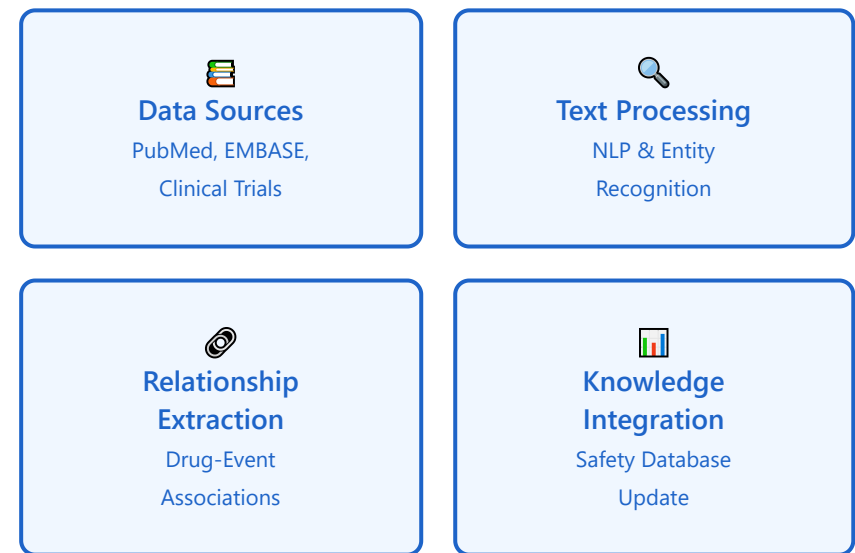 Data Sources
PubMed, EMBASE,
Clinical Trials
Text Processing
NLP & Entity
Recognition
Relationship
Extraction
Drug-Event
Associations
Knowledge
Integration
Safety Database
Update